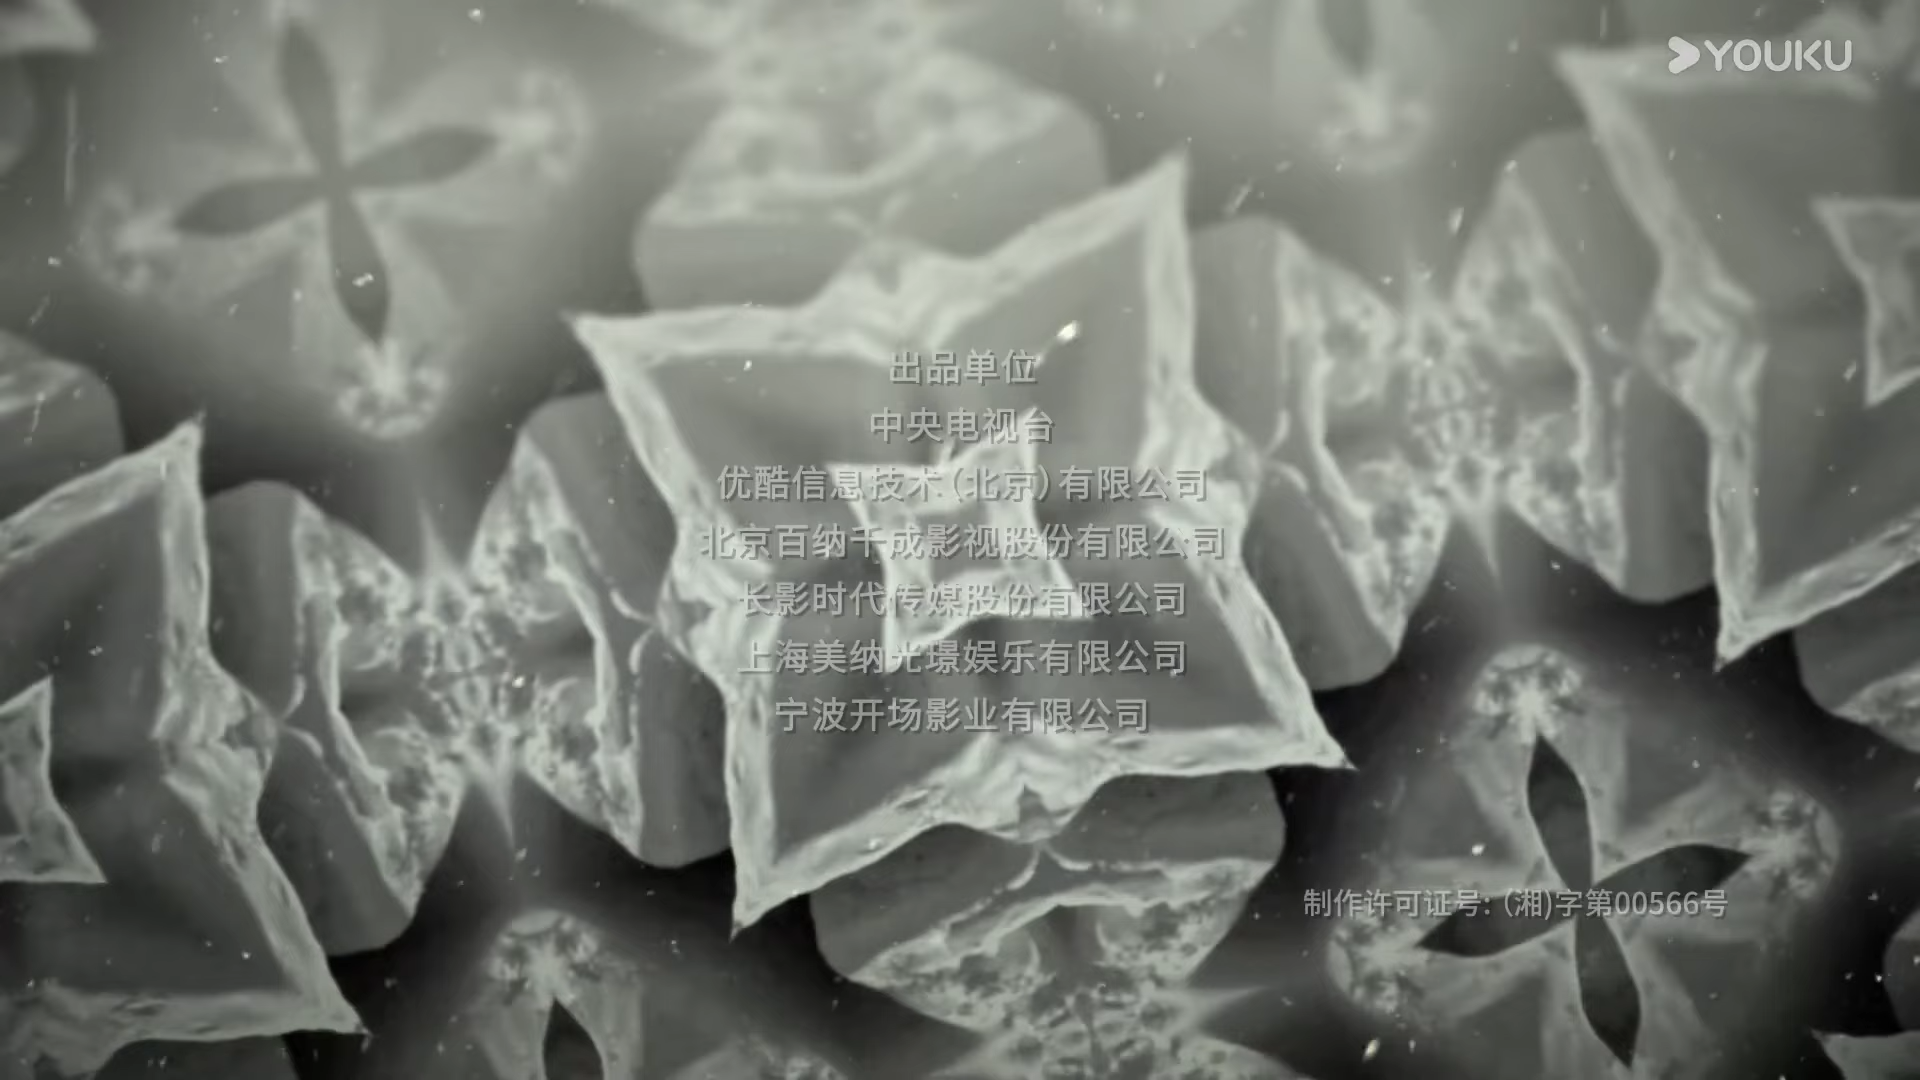 YOUKU
出品单位
中央电视台
优酷信息技术(北京)有限公司
北京百纳千成影视股份有限公司
长影时代传媒股份有限公司
上海美纳光璟娱乐有限公司
宁波开场影业有限公司
制作许可证号: (湘)字第00566号